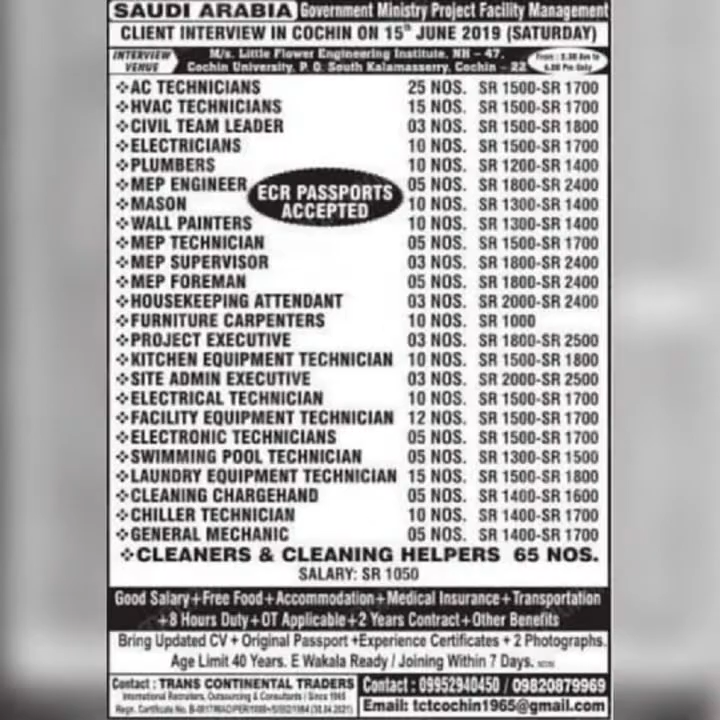 SAUDI ARABIA Government Ministry Project Facility Management
CLIENT INTERVIEW IN COCHIN ON 15th JUNE 2019 (SATURDAY)
INTERVIEW VENUE M/s. Little Flower Engineering Institute, NH - 47,
Cochin University, P. O. South Kalamasserry, Cochin - 22
❖AC TECHNICIANS 25 NOS. SR 1500-SR 1700
❖HVAC TECHNICIANS 15 NOS. SR 1500-SR 1700
❖CIVIL TEAM LEADER 03 NOS. SR 1500-SR 1800
❖ELECTRICIANS 10 NOS. SR 1500-SR 1700
❖PLUMBERS 10 NOS. SR 1200-SR 1400
❖MEP ENGINEER 05 NOS. SR 1800-SR 2400
❖MASON 10 NOS. SR 1300-SR 1400
❖WALL PAINTERS 10 NOS. SR 1300-SR 1400
ECR PASSPORTS
ACCEPTED
❖MEP TECHNICIAN 05 NOS. SR 1500-SR 1700
❖MEP SUPERVISOR 03 NOS. SR 1800-SR 2400
❖MEP FOREMAN 05 NOS. SR 1800-SR 2400
❖HOUSEKEEPING ATTENDANT 03 NOS. SR 2000-SR 2400
❖FURNITURE CARPENTERS 10 NOS. SR 1000
❖PROJECT EXECUTIVE 03 NOS. SR 1800-SR 2500
❖KITCHEN EQUIPMENT TECHNICIAN 10 NOS. SR 1500-SR 1800
❖SITE ADMIN EXECUTIVE 03 NOS. SR 2000-SR 2500
❖ELECTRICAL TECHNICIAN 10 NOS. SR 1500-SR 1700
❖FACILITY EQUIPMENT TECHNICIAN 12 NOS. SR 1500-SR 1700
❖ELECTRONIC TECHNICIANS 05 NOS. SR 1500-SR 1700
❖SWIMMING POOL TECHNICIAN 05 NOS. SR 1300-SR 1500
❖LAUNDRY EQUIPMENT TECHNICIAN 15 NOS. SR 1500-SR 1800
❖CLEANING CHARGEHAND 05 NOS. SR 1400-SR 1600
❖CHILLER TECHNICIAN 10 NOS. SR 1400-SR 1700
❖GENERAL MECHANIC 05 NOS. SR 1400-SR 1700
❖CLEANERS & CLEANING HELPERS 65 NOS.
SALARY: SR 1050
Good Salary+Free Food+Accommodation+Medical Insurance+Transportation
+8 Hours Duty+OT Applicable+2 Years Contract+Other Benefits
Bring Updated CV + Original Passport +Experience Certificates + 2 Photographs.
Age Limit 40 Years. E Wakala Ready / Joining Within 7 Days.
Contact : TRANS CONTINENTAL TRADERS
International Recruiters, Outsourcing & Consultants / Since 1965
Contact : 09952940450 / 09820879969
Email: tctcochin1965@gmail.com